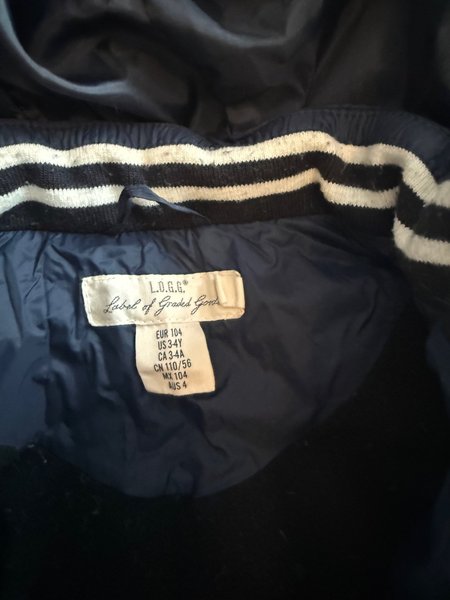 L.O.G.G.®
Label of Graded Goods
EUR 104
US 3-4Y
CA 3-4A
CN 110/56
MX 104
AUS 4